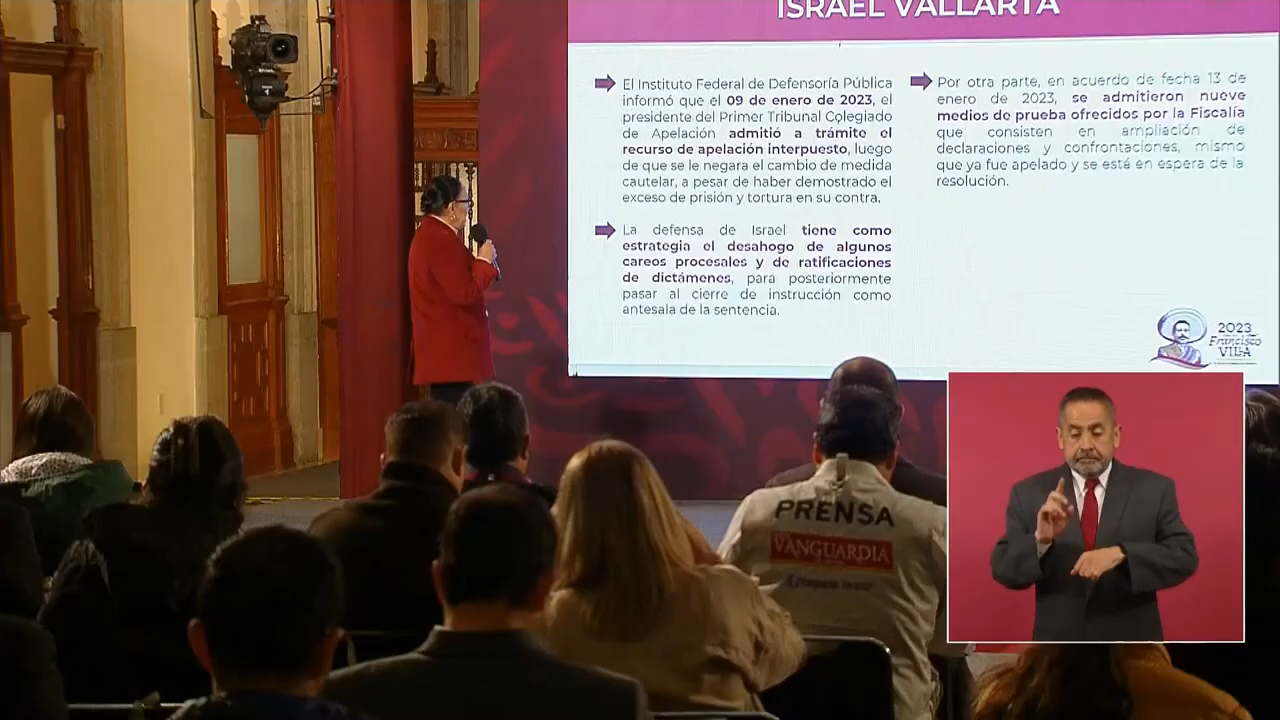 ISRAEL VALLARTA
El Instituto Federal de Defensoría Pública
informó que el 09 de enero de 2023, el
presidente del Primer Tribunal Colegiado
de Apelación admitió a trámite el
recurso de apelación interpuesto, luego
de que se le negara el cambio de medida
cautelar, a pesar de haber demostrado el
exceso de prisión y tortura en su contra.
La defensa de Israel tiene como
estrategia el desahogo de algunos
careos procesales y de ratificaciones
de dictámenes, para posteriormente
pasar al cierre de instrucción como
antesala de la sentencia.
Por otra parte, en acuerdo de fecha 13 de
enero de 2023, se admitieron nueve
medios de prueba ofrecidos por la Fiscalía
que consisten en ampliación de
declaraciones y confrontaciones, mismo
que ya fue apelado y se está en espera de la
resolución.
2023
Francisco
VILLA
PRENSA
VANGUARDIA